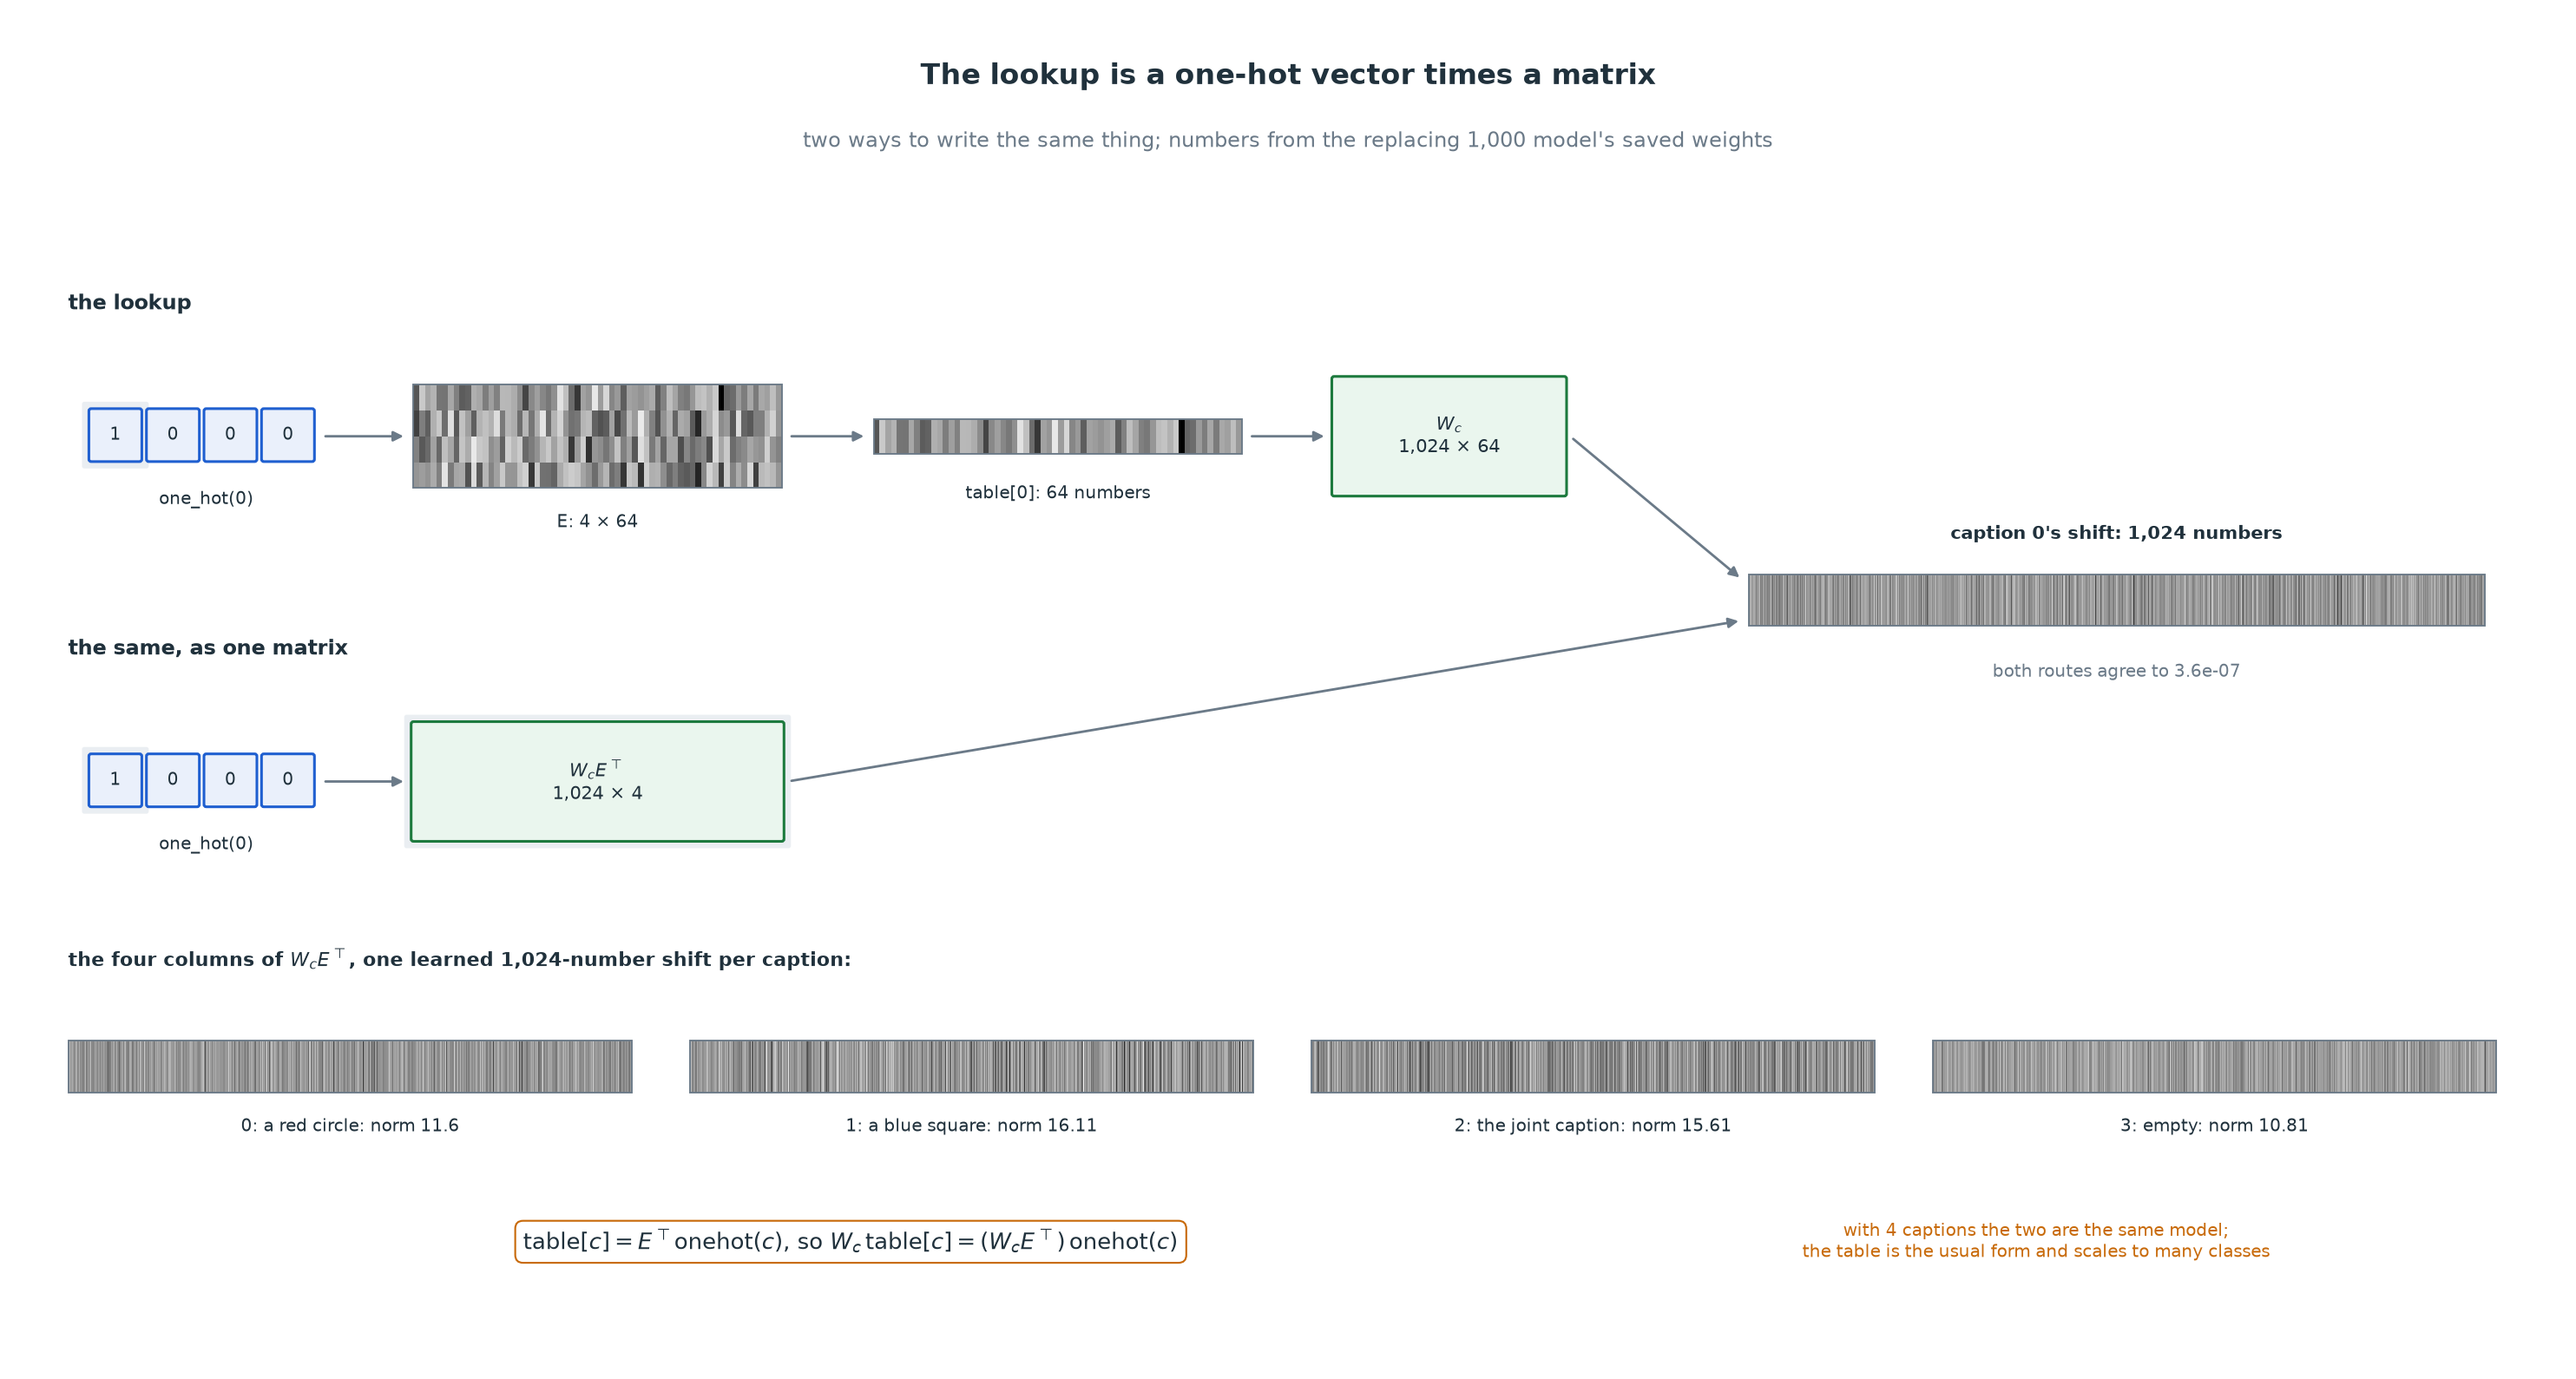 The lookup is a one-hot vector times a matrix
two ways to write the same thing; numbers from the replacing 1,000 model's saved weights
the lookup
1 0 0 0
one_hot(0)
E: 4 × 64
table[0]: 64 numbers
W_c
1,024 × 64
caption 0's shift: 1,024 numbers
both routes agree to 3.6e-07
the same, as one matrix
1 0 0 0
one_hot(0)
W_c E^⊤
1,024 × 4
the four columns of W_c E^⊤, one learned 1,024-number shift per caption:
0: a red circle: norm 11.6
1: a blue square: norm 16.11
2: the joint caption: norm 15.61
3: empty: norm 10.81
table[c] = E^⊤ onehot(c), so W_c table[c] = (W_c E^⊤) onehot(c)
with 4 captions the two are the same model;
the table is the usual form and scales to many classes